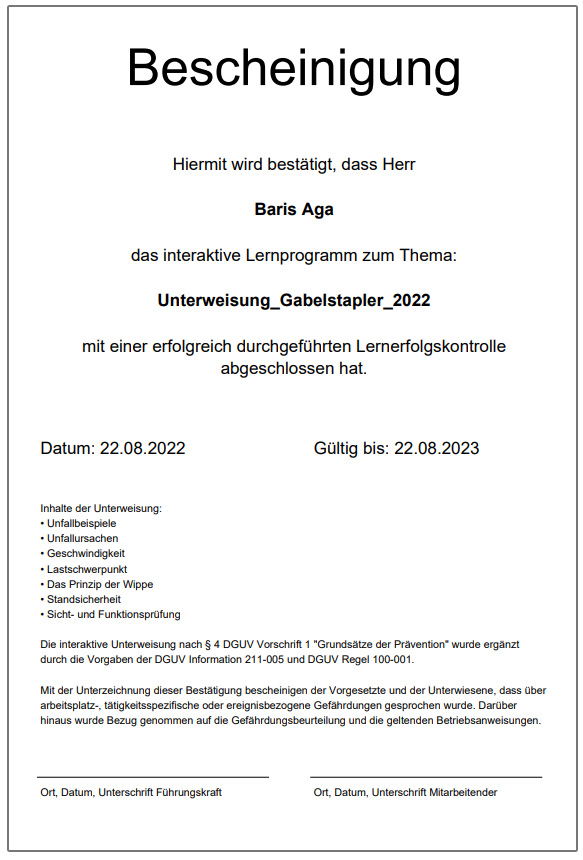 Bescheinigung
Hiermit wird bestätigt, dass Herr
Baris Aga
das interaktive Lernprogramm zum Thema:
Unterweisung_Gabelstapler_2022
mit einer erfolgreich durchgeführten Lernerfolgskontrolle
abgeschlossen hat.
Datum: 22.08.2022 Gültig bis: 22.08.2023
Inhalte der Unterweisung:
• Unfallbeispiele
• Unfallursachen
• Geschwindigkeit
• Lastschwerpunkt
• Das Prinzip der Wippe
• Standsicherheit
• Sicht- und Funktionsprüfung
Die interaktive Unterweisung nach § 4 DGUV Vorschrift 1 "Grundsätze der Prävention" wurde ergänzt
durch die Vorgaben der DGUV Information 211-005 und DGUV Regel 100-001.
Mit der Unterzeichnung dieser Bestätigung bescheinigen der Vorgesetzte und der Unterwiesene, dass über
arbeitsplatz-, tätigkeitsspezifische oder ereignisbezogene Gefährdungen gesprochen wurde. Darüber
hinaus wurde Bezug genommen auf die Gefährdungsbeurteilung und die geltenden Betriebsanweisungen.
Ort, Datum, Unterschrift Führungskraft Ort, Datum, Unterschrift Mitarbeitender